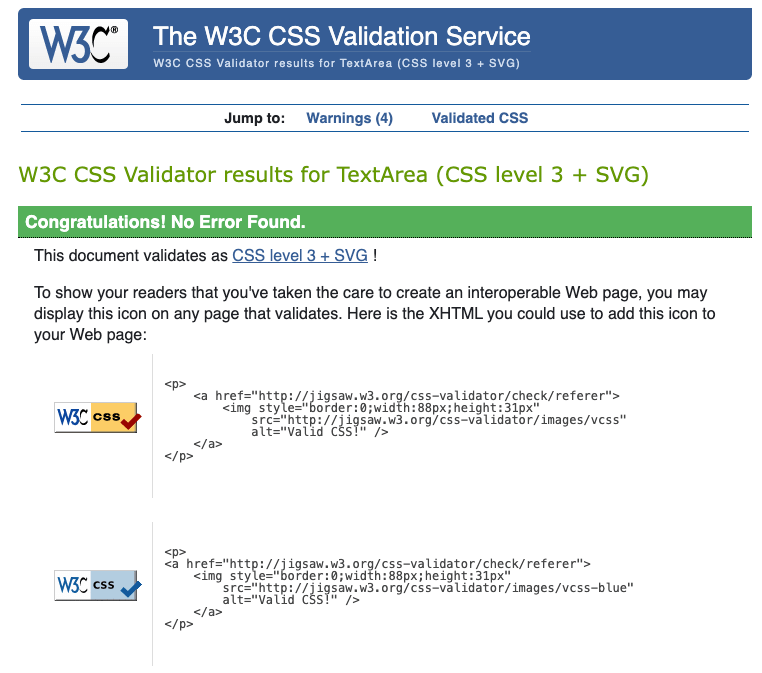 W3C® The W3C CSS Validation Service
W3C CSS Validator results for TextArea (CSS level 3 + SVG)
Jump to: Warnings (4) Validated CSS
W3C CSS Validator results for TextArea (CSS level 3 + SVG)
Congratulations! No Error Found.
This document validates as CSS level 3 + SVG !
To show your readers that you've taken the care to create an interoperable Web page, you may
display this icon on any page that validates. Here is the XHTML you could use to add this icon to
your Web page:
W3C css
<p>
    <a href="http://jigsaw.w3.org/css-validator/check/referer">
        <img style="border:0;width:88px;height:31px"
            src="http://jigsaw.w3.org/css-validator/images/vcss"
            alt="Valid CSS!" />
    </a>
</p>
W3C css
<p>
<a href="http://jigsaw.w3.org/css-validator/check/referer">
    <img style="border:0;width:88px;height:31px"
        src="http://jigsaw.w3.org/css-validator/images/vcss-blue"
        alt="Valid CSS!" />
    </a>
</p>